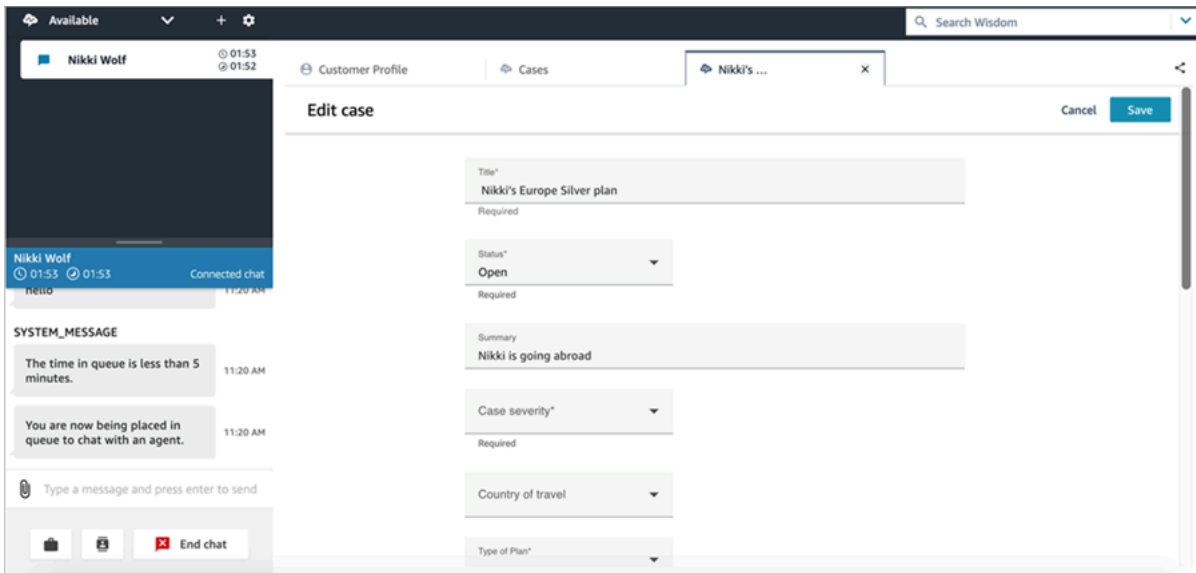 Available
Search Wisdom
Nikki Wolf
01:53
01:52
Customer Profile
Cases
Nikki's ...
Edit case
Cancel
Save
Title*
Nikki's Europe Silver plan
Required
Status*
Open
Required
Summary
Nikki is going abroad
Case severity*
Required
Country of travel
Type of Plan*
Nikki Wolf
01:53 01:53 Connected chat
hello 11:20 AM
SYSTEM_MESSAGE
The time in queue is less than 5
minutes.
11:20 AM
You are now being placed in
queue to chat with an agent.
11:20 AM
Type a message and press enter to send
End chat